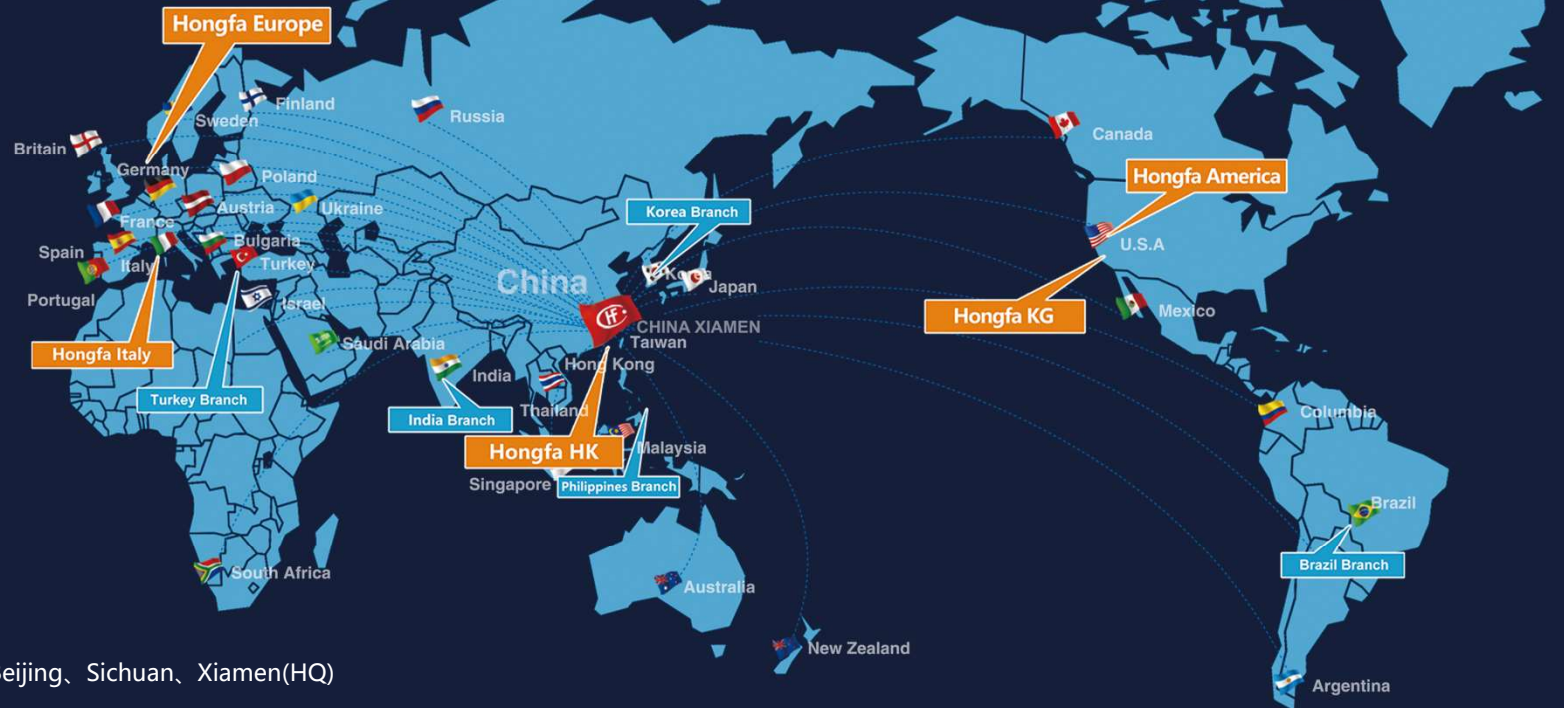 Hongfa Europe
Finland
Sweden
Russia
Britain
Canada
Germany
Poland
Hongfa America
Austria
Ukraine
France
Korea Branch
Bulgaria
U.S.A
Spain
Italy
Turkey
Korea
China
Japan
Portugal
Israel
Mexico
Hongfa KG
HF
CHINA XIAMEN
Taiwan
Saudi Arabia
Hongfa Italy
Hong Kong
India
Turkey Branch
Thailand
Columbia
India Branch
Hongfa HK
Malaysia
Singapore
Philippines Branch
Brazil
Brazil Branch
South Africa
Australia
New Zealand
eijing、Sichuan、Xiamen(HQ)
Argentina